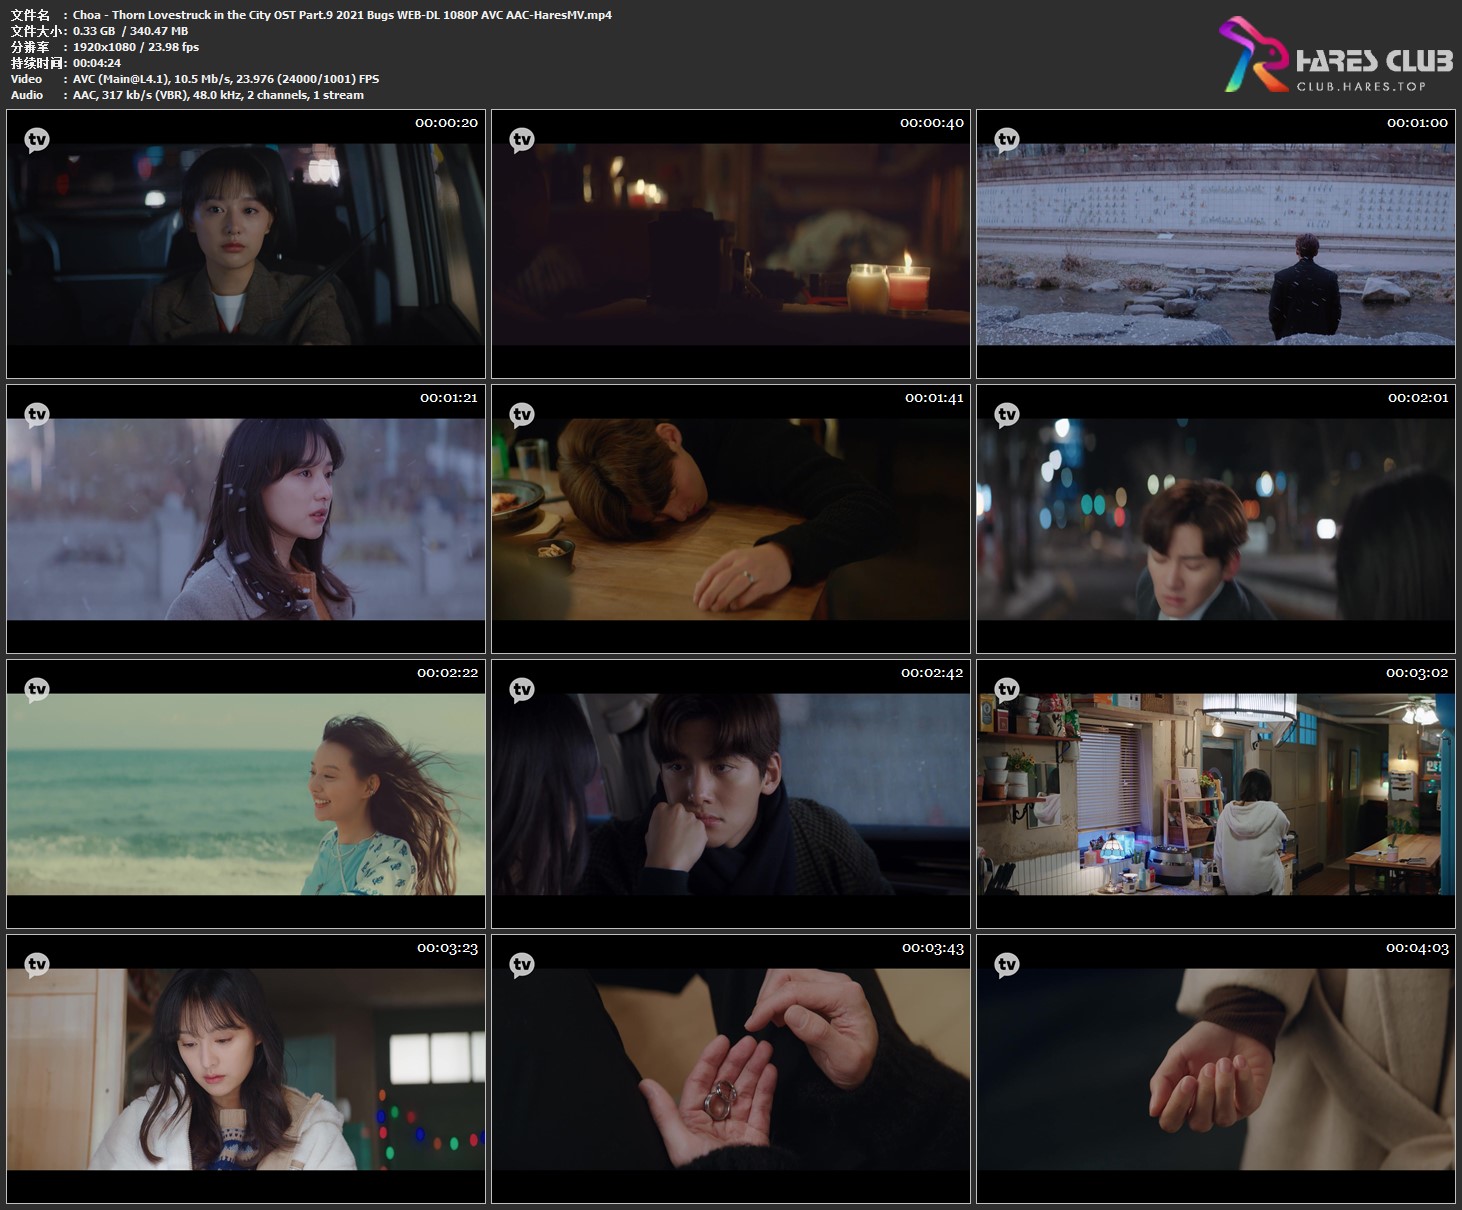 文件名 : Choa - Thorn Lovestruck in the City OST Part.9 2021 Bugs WEB-DL 1080P AVC AAC-HaresMV.mp4
文件大小: 0.33 GB / 340.47 MB
分辨率 : 1920x1080 / 23.98 fps
持续时间: 00:04:24
Video : AVC (Main@L4.1), 10.5 Mb/s, 23.976 (24000/1001) FPS
Audio : AAC, 317 kb/s (VBR), 48.0 kHz, 2 channels, 1 stream
HARES CLUB
CLUB.HARES.TOP
tv 00:00:20
tv 00:00:40
tv 00:01:00
tv 00:01:21
tv 00:01:41
tv 00:02:01
tv 00:02:22
tv 00:02:42
tv 00:03:02
tv 00:03:23
tv 00:03:43
tv 00:04:03